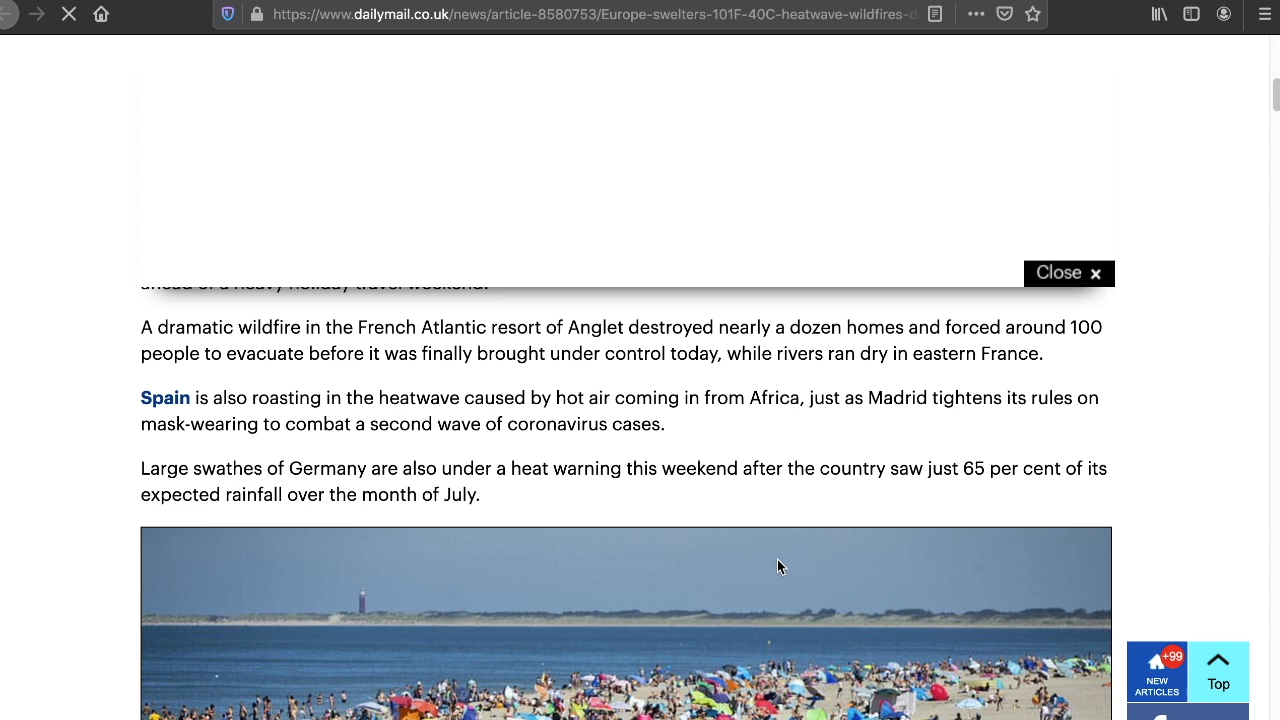 https://www.dailymail.co.uk/news/article-8580753/Europe-swelters-101F-40C-heatwave-wildfires-d
Close ×
ahead of a heavy holiday travel weekend.
A dramatic wildfire in the French Atlantic resort of Anglet destroyed nearly a dozen homes and forced around 100
people to evacuate before it was finally brought under control today, while rivers ran dry in eastern France.
Spain is also roasting in the heatwave caused by hot air coming in from Africa, just as Madrid tightens its rules on
mask-wearing to combat a second wave of coronavirus cases.
Large swathes of Germany are also under a heat warning this weekend after the country saw just 65 per cent of its
expected rainfall over the month of July.
+99
NEW
ARTICLES
Top